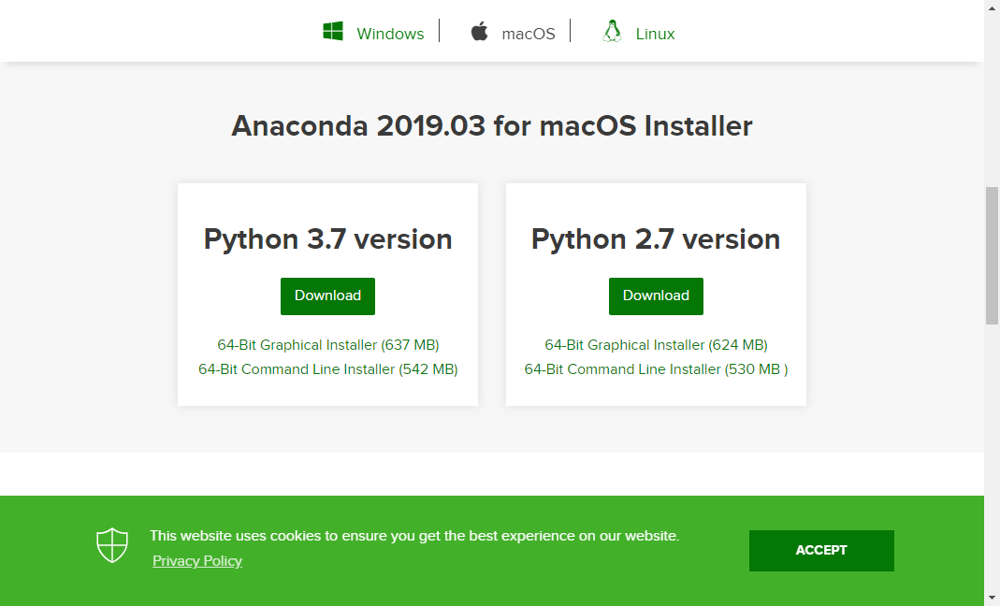 Windows macOS Linux
Anaconda 2019.03 for macOS Installer
Python 3.7 version
Download
64-Bit Graphical Installer (637 MB)
64-Bit Command Line Installer (542 MB)
Python 2.7 version
Download
64-Bit Graphical Installer (624 MB)
64-Bit Command Line Installer (530 MB )
This website uses cookies to ensure you get the best experience on our website.
Privacy Policy
ACCEPT